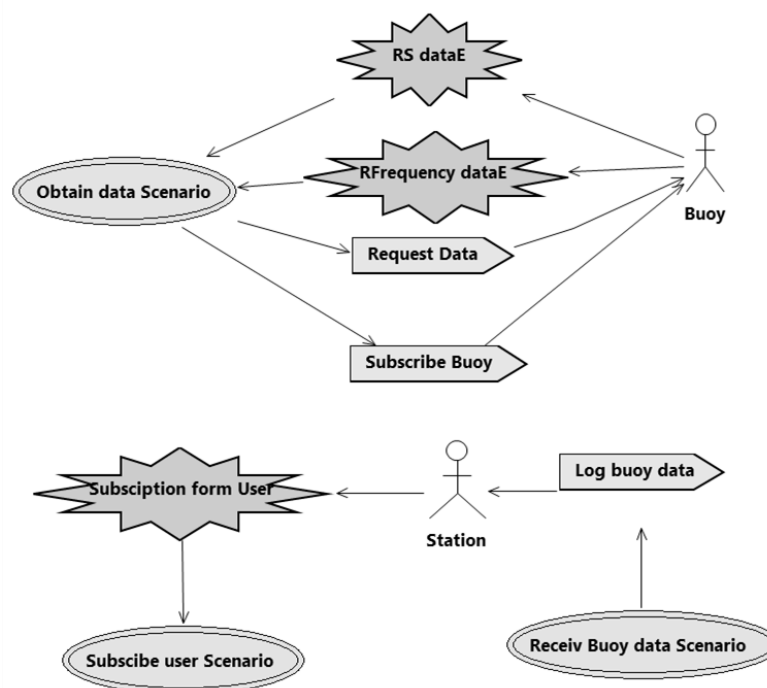 RS dataE
RFrequency dataE
Obtain data Scenario
Buoy
Request Data
Subscribe Buoy
Log buoy data
Subsciption form User
Station
Receiv Buoy data Scenario
Subscibe user Scenario